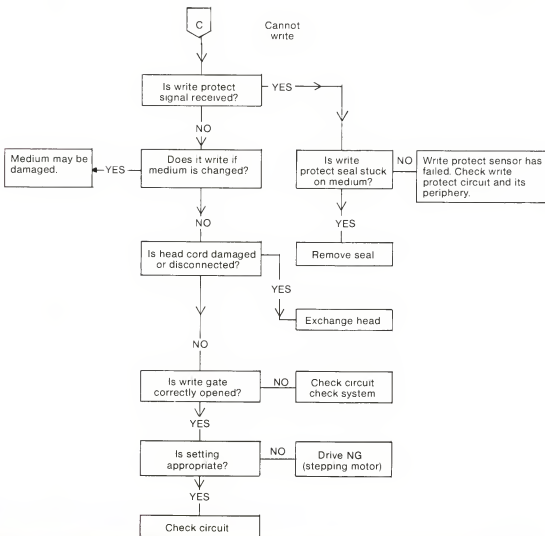 C
Cannot
write
Is write protect
signal received?
YES
NO
Medium may be
damaged.
YES
Does it write if
medium is changed?
Is write
protect seal stuck
on medium?
NO
Write protect sensor has
failed. Check write
protect circuit and its
periphery.
NO
YES
Is head cord damaged
or disconnected?
Remove seal
YES
Exchange head
NO
Is write gate
correctly opened?
NO
Check circuit
check system
YES
Is setting
appropriate?
NO
Drive NG
(stepping motor)
YES
Check circuit